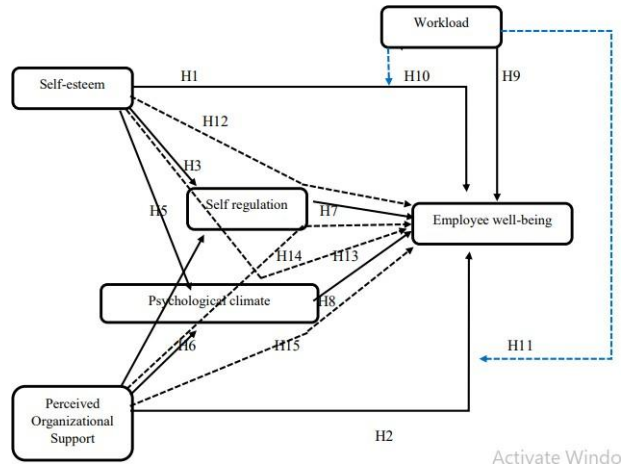 Workload
Self-esteem
H1
H10
H9
H12
H3
H5
Self regulation
H7
Employee well-being
H14
H13
Psychological climate
H8
H6
H15
H11
Perceived
Organizational
Support
H2
Activate Windo